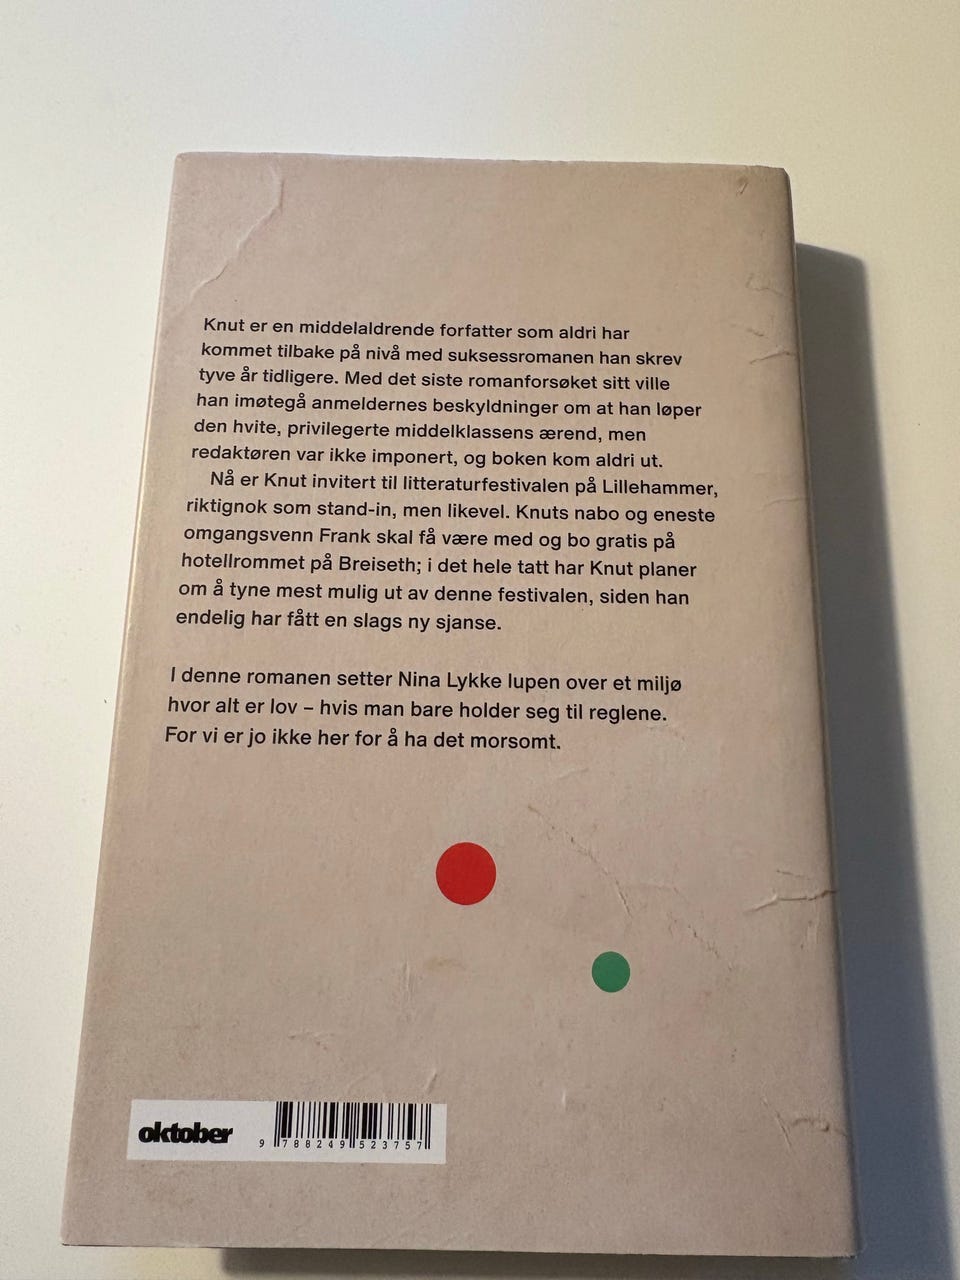 Knut er en middelaldrende forfatter som aldri har
kommet tilbake på nivå med suksessromanen han skrev
tyve år tidligere. Med det siste romanforsøket sitt ville
han imøtegå anmeldernes beskyldninger om at han løper
den hvite, privilegerte middelklassens ærend, men
redaktøren var ikke imponert, og boken kom aldri ut.
Nå er Knut invitert til litteraturfestivalen på Lillehammer,
riktignok som stand-in, men likevel. Knuts nabo og eneste
omgangsvenn Frank skal få være med og bo gratis på
hotellrommet på Breiseth; i det hele tatt har Knut planer
om å tyne mest mulig ut av denne festivalen, siden han
endelig har fått en slags ny sjanse.
I denne romanen setter Nina Lykke lupen over et miljø
hvor alt er lov – hvis man bare holder seg til reglene.
For vi er jo ikke her for å ha det morsomt.
oktober
9 788249 523757